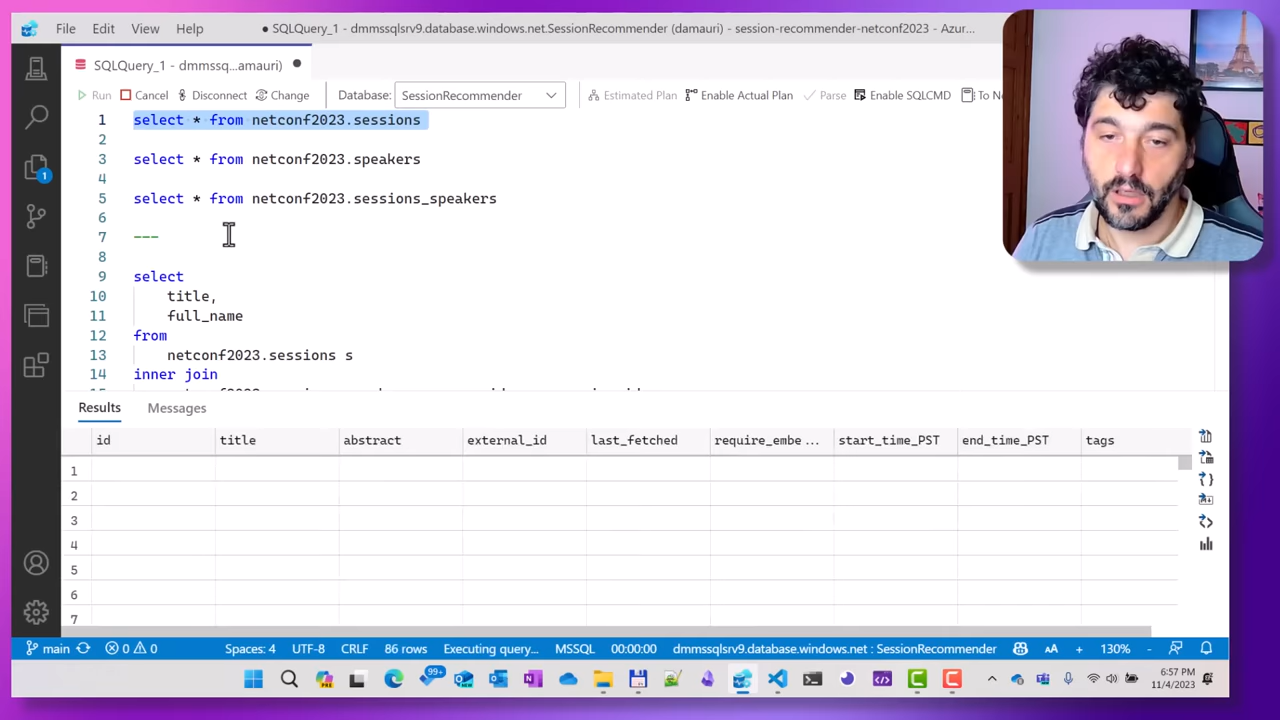 File Edit View Help ● SQLQuery_1 - dmmssqlsrv9.database.windows.net.SessionRecommender (damauri) - session-recommender-netconf2023 - Azur...
SQLQuery_1 - dmmssq...amauri) ●
Run Cancel Disconnect Change Database: SessionRecommender Estimated Plan Enable Actual Plan Parse Enable SQLCMD To No
1 select * from netconf2023.sessions
2
3 select * from netconf2023.speakers
4
5 select * from netconf2023.sessions_speakers
6
7 ---
8
9 select
10 title,
11 full_name
12 from
13 netconf2023.sessions s
14 inner join
1
Results Messages
id title abstract external_id last_fetched require_embe ... start_time_PST end_time_PST tags
1
2
3
4
5
6
7
main 0 0 Spaces: 4 UTF-8 CRLF 86 rows Executing query... MSSQL 00:00:00 dmmssqlsrv9.database.windows.net : SessionRecommender AA + 130% -
99+
PRE
6:57 PM
11/4/2023